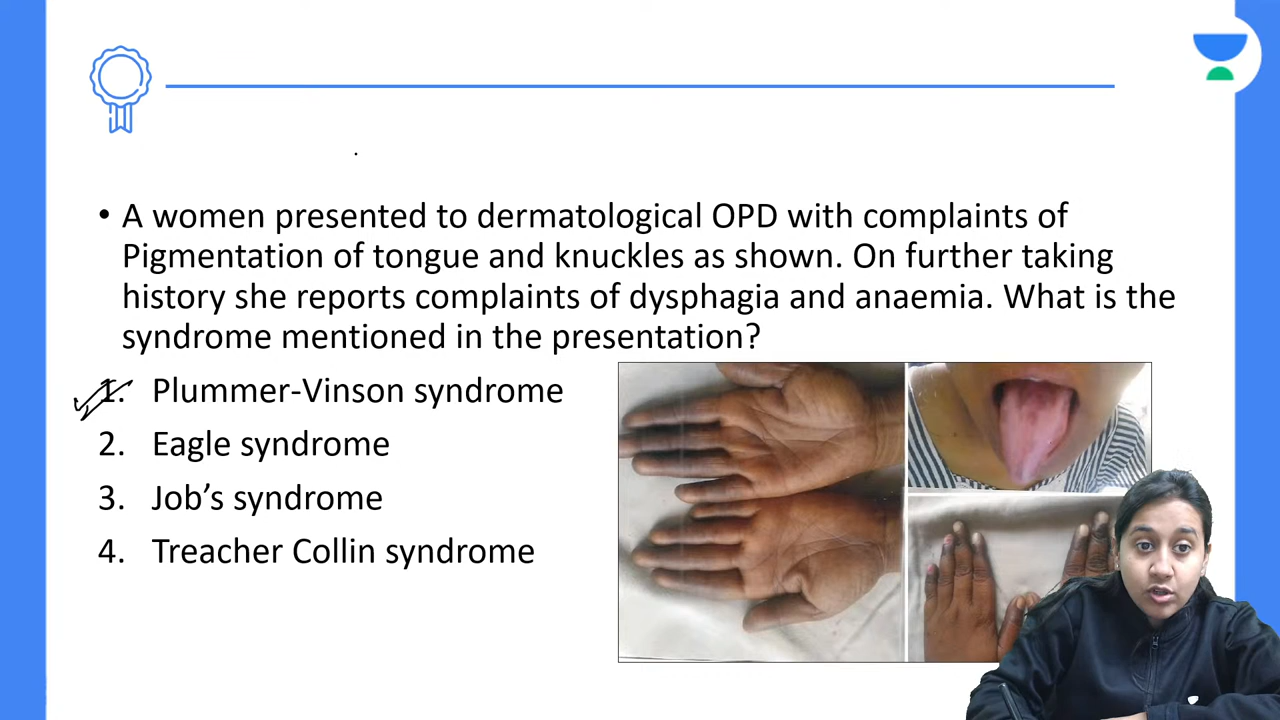 • A women presented to dermatological OPD with complaints of
Pigmentation of tongue and knuckles as shown. On further taking
history she reports complaints of dysphagia and anaemia. What is the
syndrome mentioned in the presentation?
1. Plummer-Vinson syndrome
2. Eagle syndrome
3. Job’s syndrome
4. Treacher Collin syndrome